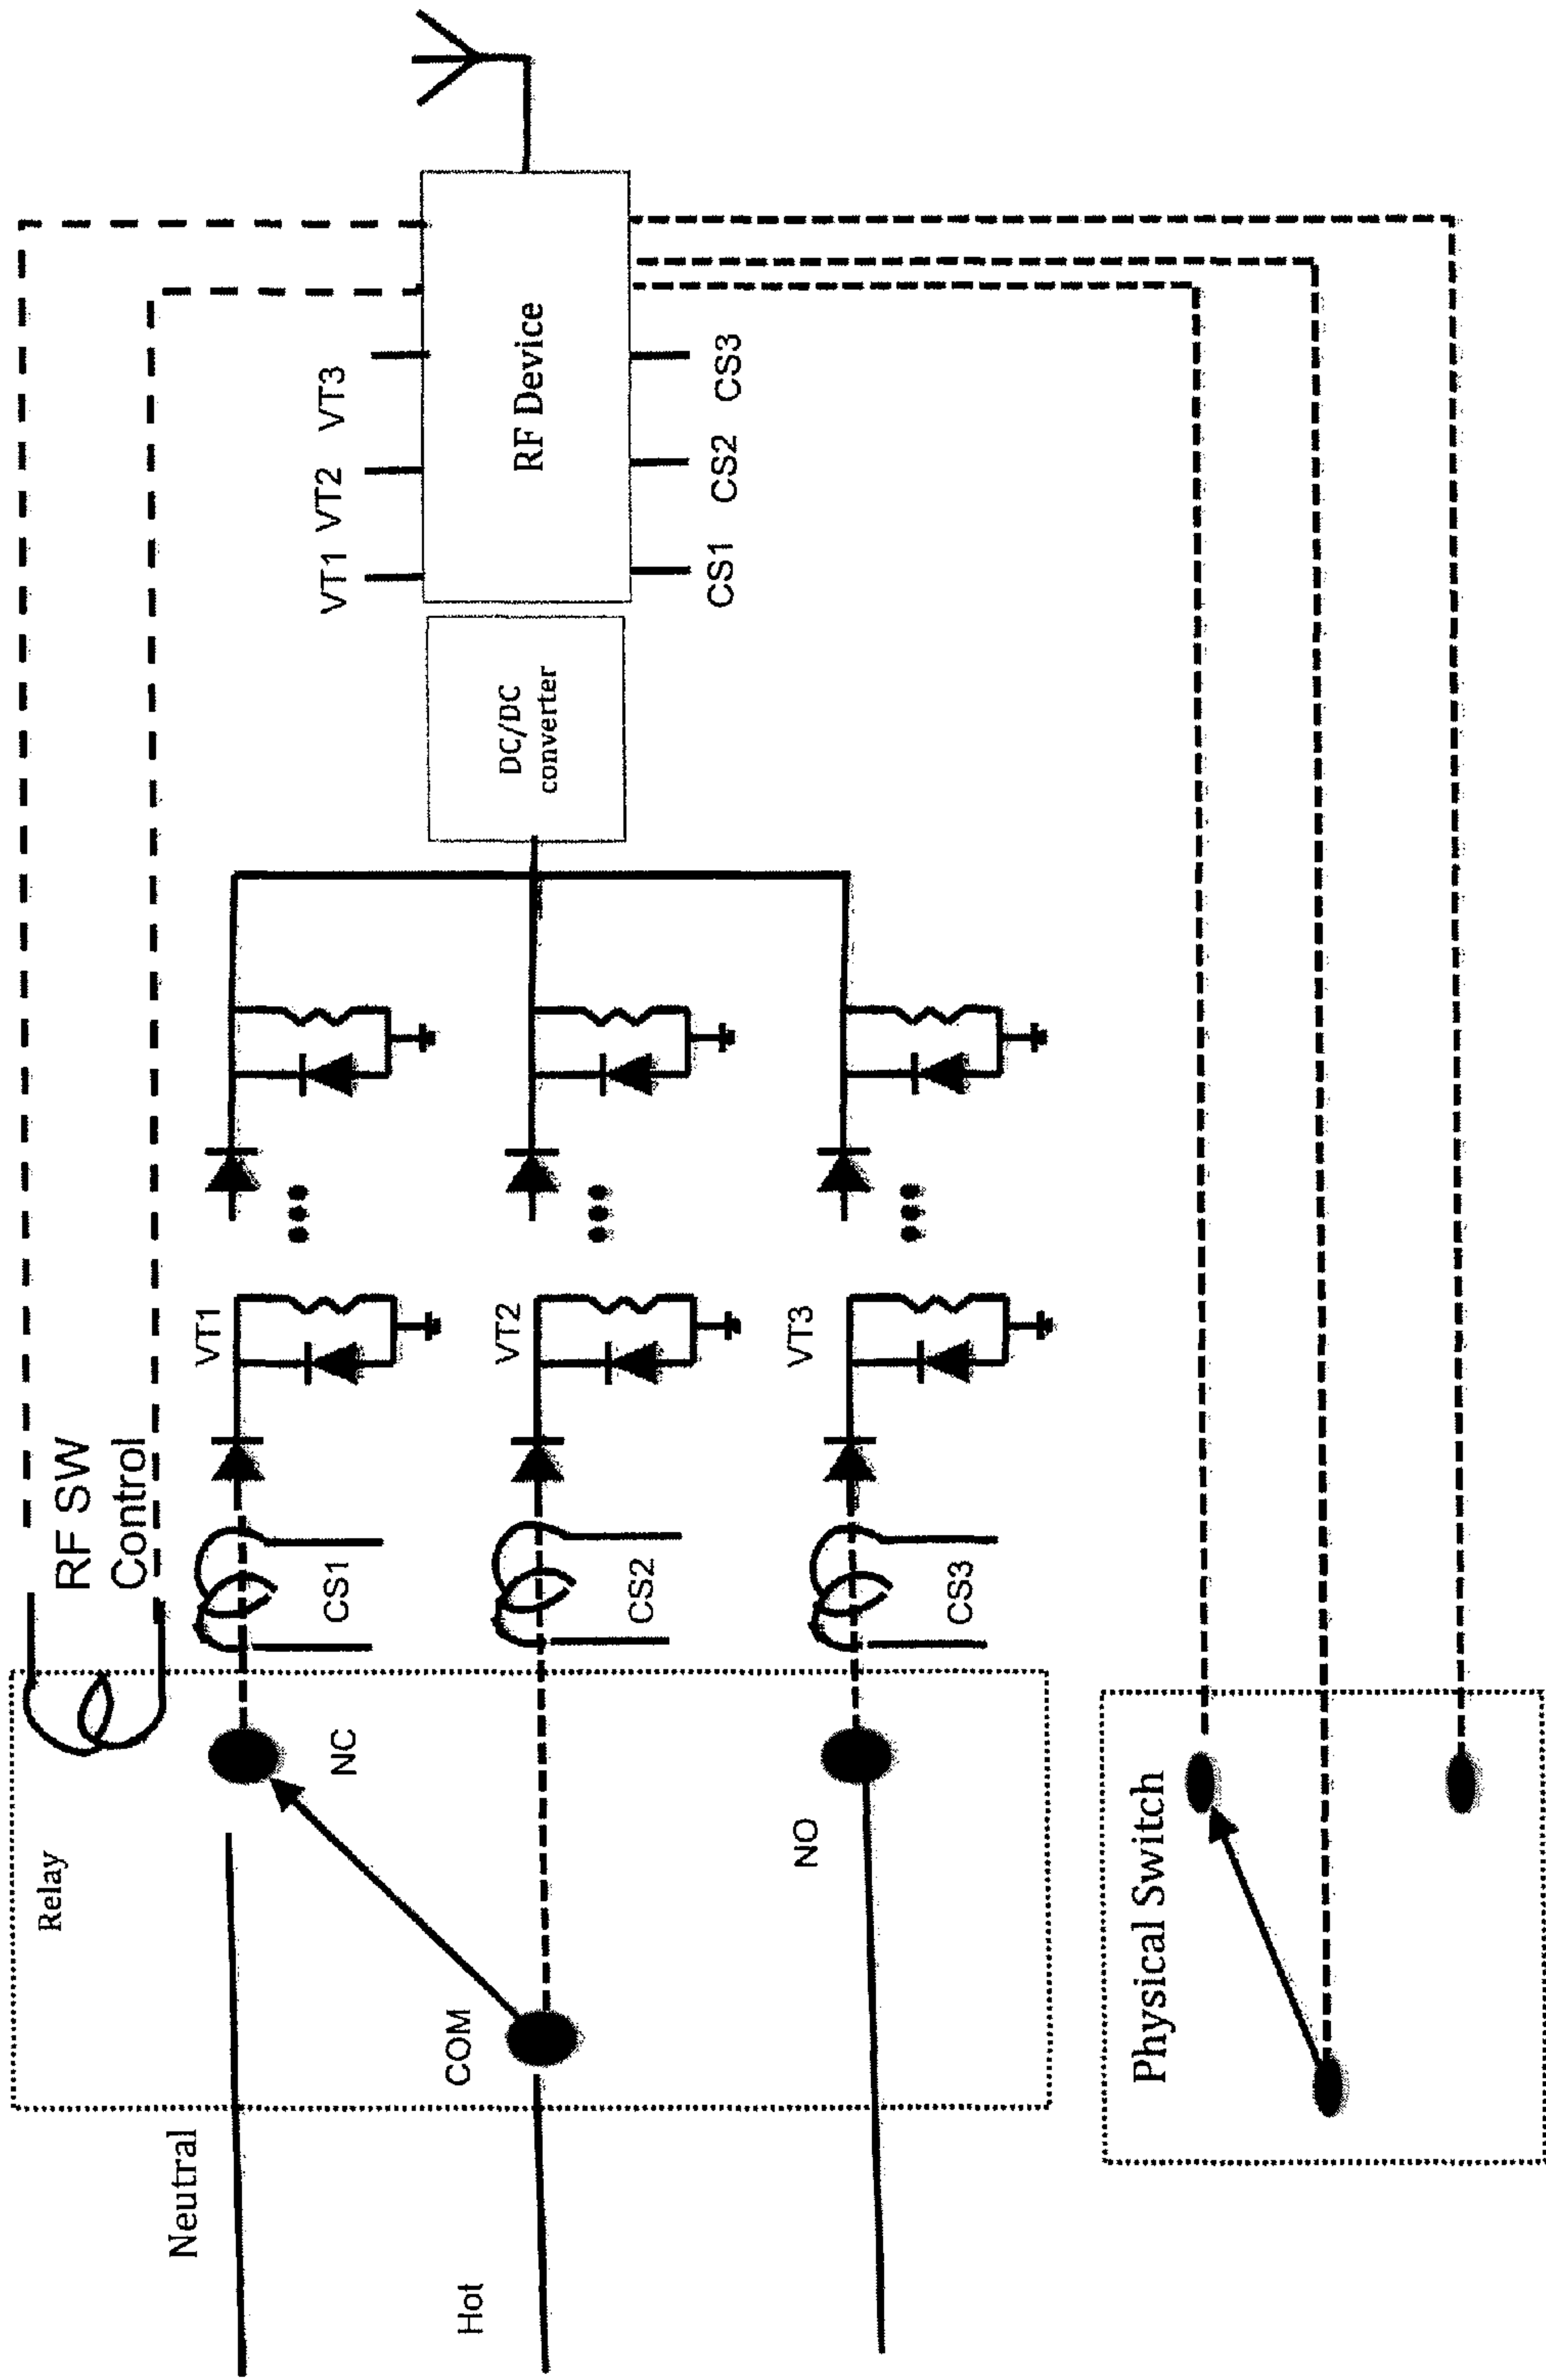 Neutral
Hot
Relay
COM
NC
NO
RF SW
Control
CS1
CS2
CS3
VT1
VT2
VT3
DC/DC
converter
VT1
VT2
VT3
RF Device
CS1
CS2
CS3
Physical Switch